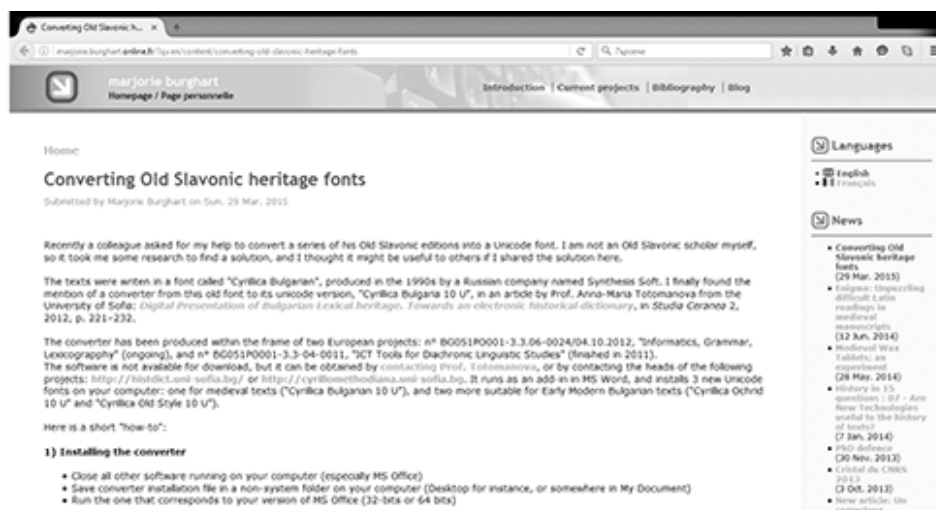 Converting Old Slavonic h... ×
marjorie.burghart.online.fr/?q=en/content/converting-old-slavonic-heritage-fonts
Търсене
marjorie burghart
Homepage / Page personnelle
Introduction | Current projects | Bibliography | Blog
Home
Converting Old Slavonic heritage fonts
Submitted by Marjorie Burghart on Sun. 29 Mar. 2015
Recently a colleague asked for my help to convert a series of his Old Slavonic editions into a Unicode font. I am not an Old Slavonic scholar myself,
so it took me some research to find a solution, and I thought it might be useful to others if I shared the solution here.
The texts were writen in a font called "Cyrillica Bulgarian", produced in the 1990s by a Russian company named Synthesis Soft. I finally found the
mention of a converter from this old font to its unicode version, "Cyrillica Bulgaria 10 U", in an article by Prof. Anna-Maria Totomanova from the
University of Sofia: Digital Presentation of Bulgarian Lexical heritage. Towards an electronic historical dictionary, in Studia Ceranea 2,
2012, p. 221-232.
The converter has been produced within the frame of two European projects: n° BG051PO001-3.3.06-0024/04.10.2012, "Informatics, Grammar,
Lexicograpphy" (ongoing), and n° BG051PO001-3.3-04-0011, "ICT Tools for Diachronic Linguistic Studies" (finished in 2011).
The software is not available for download, but it can be obtained by contacting Prof. Totomanova, or by contacting the heads of the following
projects: http://histdict.uni-sofia.bg/ or http://cyrillomethodiana.uni-sofia.bg. It runs as an add-in in MS Word, and installs 3 new Unicode
fonts on your computer: one for medieval texts ("Cyrillica Bulgarian 10 U"), and two more suitable for Early Modern Bulgarian texts ("Cyrillica Ochrid
10 U" and "Cyrillica Old Style 10 U").
Here is a short "how-to":
1) Installing the converter
• Close all other software running on your computer (especially MS Office)
• Save converter installation file in a non-system folder on your computer (Desktop for instance, or somewhere in My Document)
• Run the one that corresponds to your version of MS Office (32-bits or 64 bits)
Languages
• English
• Français
News
• Converting Old
Slavonic heritage
fonts
(29 Mar. 2015)
• Enigma: Unpuzzling
difficult Latin
readings in
medieval
manuscripts
(12 Jun. 2014)
• Medieval Wax
Tablets: an
experiment
(28 May. 2014)
• History in 15
questions : 07 - Are
New Technologies
useful to the history
of texts?
(7 Jan. 2014)
• PhD defence
(30 Nov. 2013)
• Cristal du CNRS
2013
(3 Oct. 2013)
• New article: Un